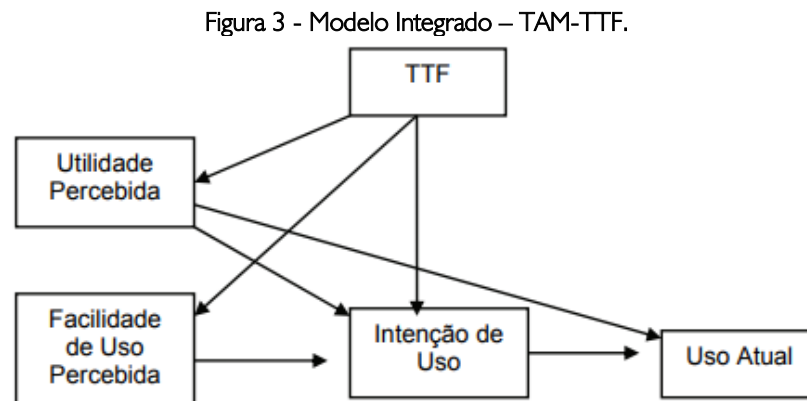 Figura 3 - Modelo Integrado – TAM-TTF.
TTF
Utilidade
Percebida
Facilidade
de Uso
Percebida
Intenção de
Uso
Uso Atual